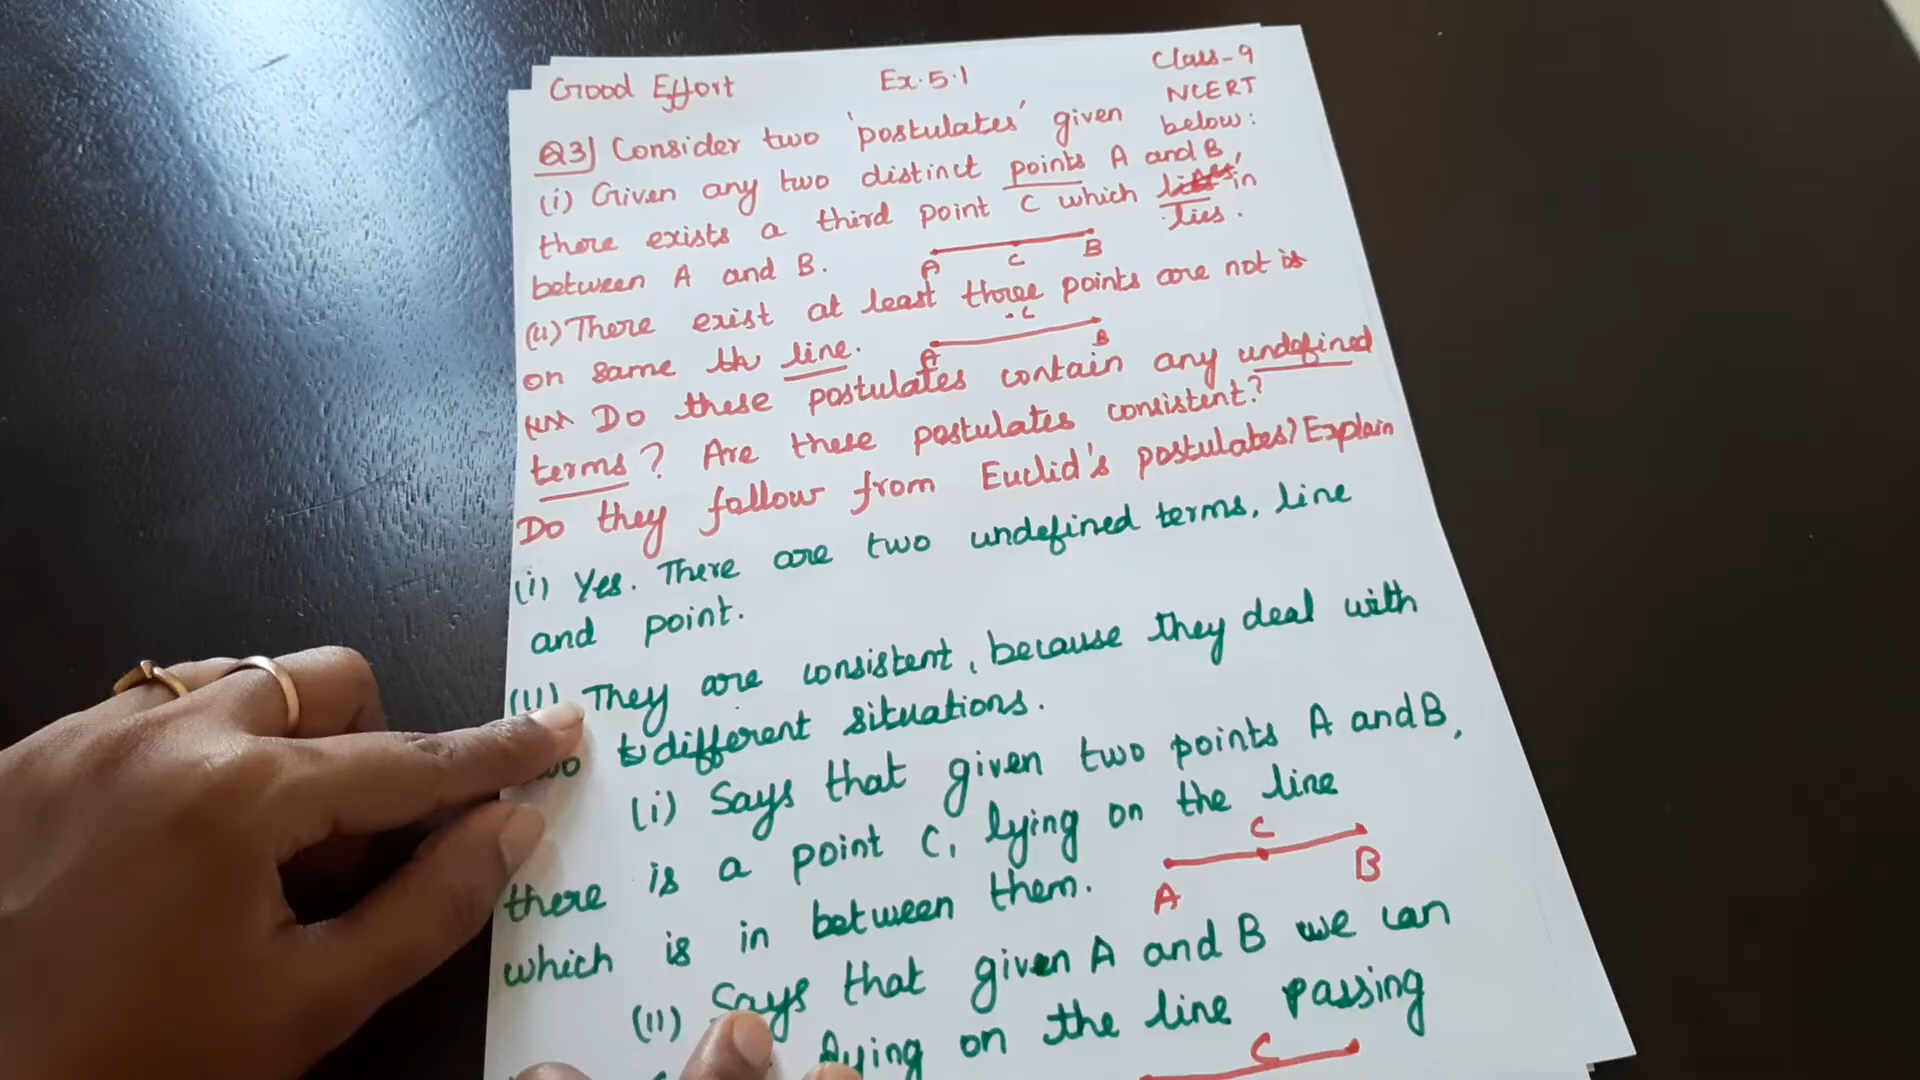 Good Effort Ex.5.1 Class-9
NCERT
Q3) Consider two 'postulates' given below:
(i) Given any two distinct points A and B,
there exists a third point C which in
lies.
between A and B.
A C B
(ii) There exist at least three points are not is
on same the line.
A .C B
Do these postulates contain any undefined
terms? Are these postulates consistent?
Do they follow from Euclid's postulates? Explain
(i) Yes. There are two undefined terms, line
and point.
(ii) They are consistent, because they deal with
different situations.
(i) Says that given two points A and B,
there is a point C, lying on the line
which is in between them.
A C B
(ii) Says that given A and B we can
lying on the line passing
C